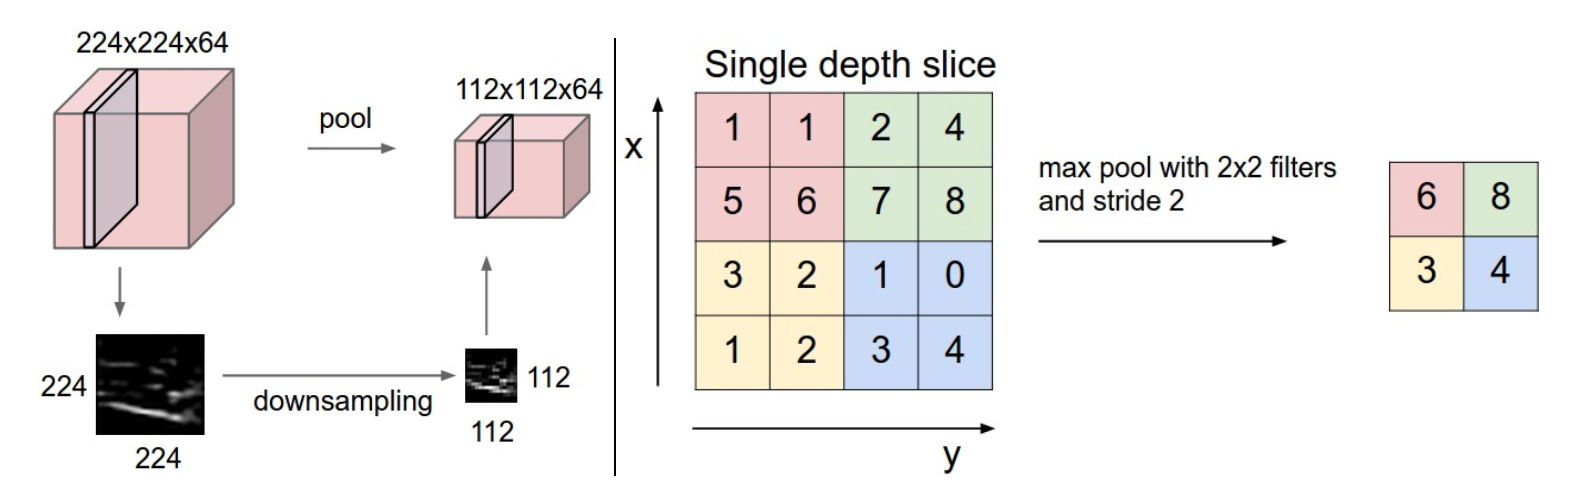 224x224x64
pool
112x112x64
224
224
downsampling
112
112
Single depth slice
x
1 1 2 4
5 6 7 8
3 2 1 0
1 2 3 4
y
max pool with 2x2 filters
and stride 2
6 8
3 4